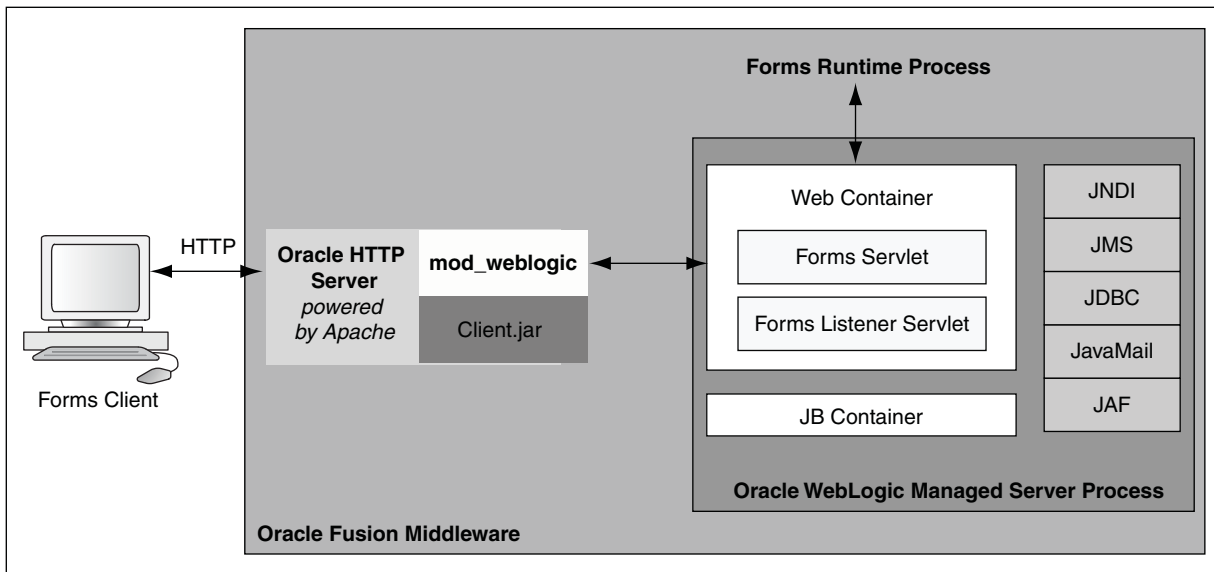 Forms Runtime Process
Web Container
Forms Servlet
Forms Listener Servlet
JB Container
JNDI
JMS
JDBC
JavaMail
JAF
Oracle WebLogic Managed Server Process
HTTP
Oracle HTTP
Server
powered
by Apache
mod_weblogic
Client.jar
Forms Client
Oracle Fusion Middleware